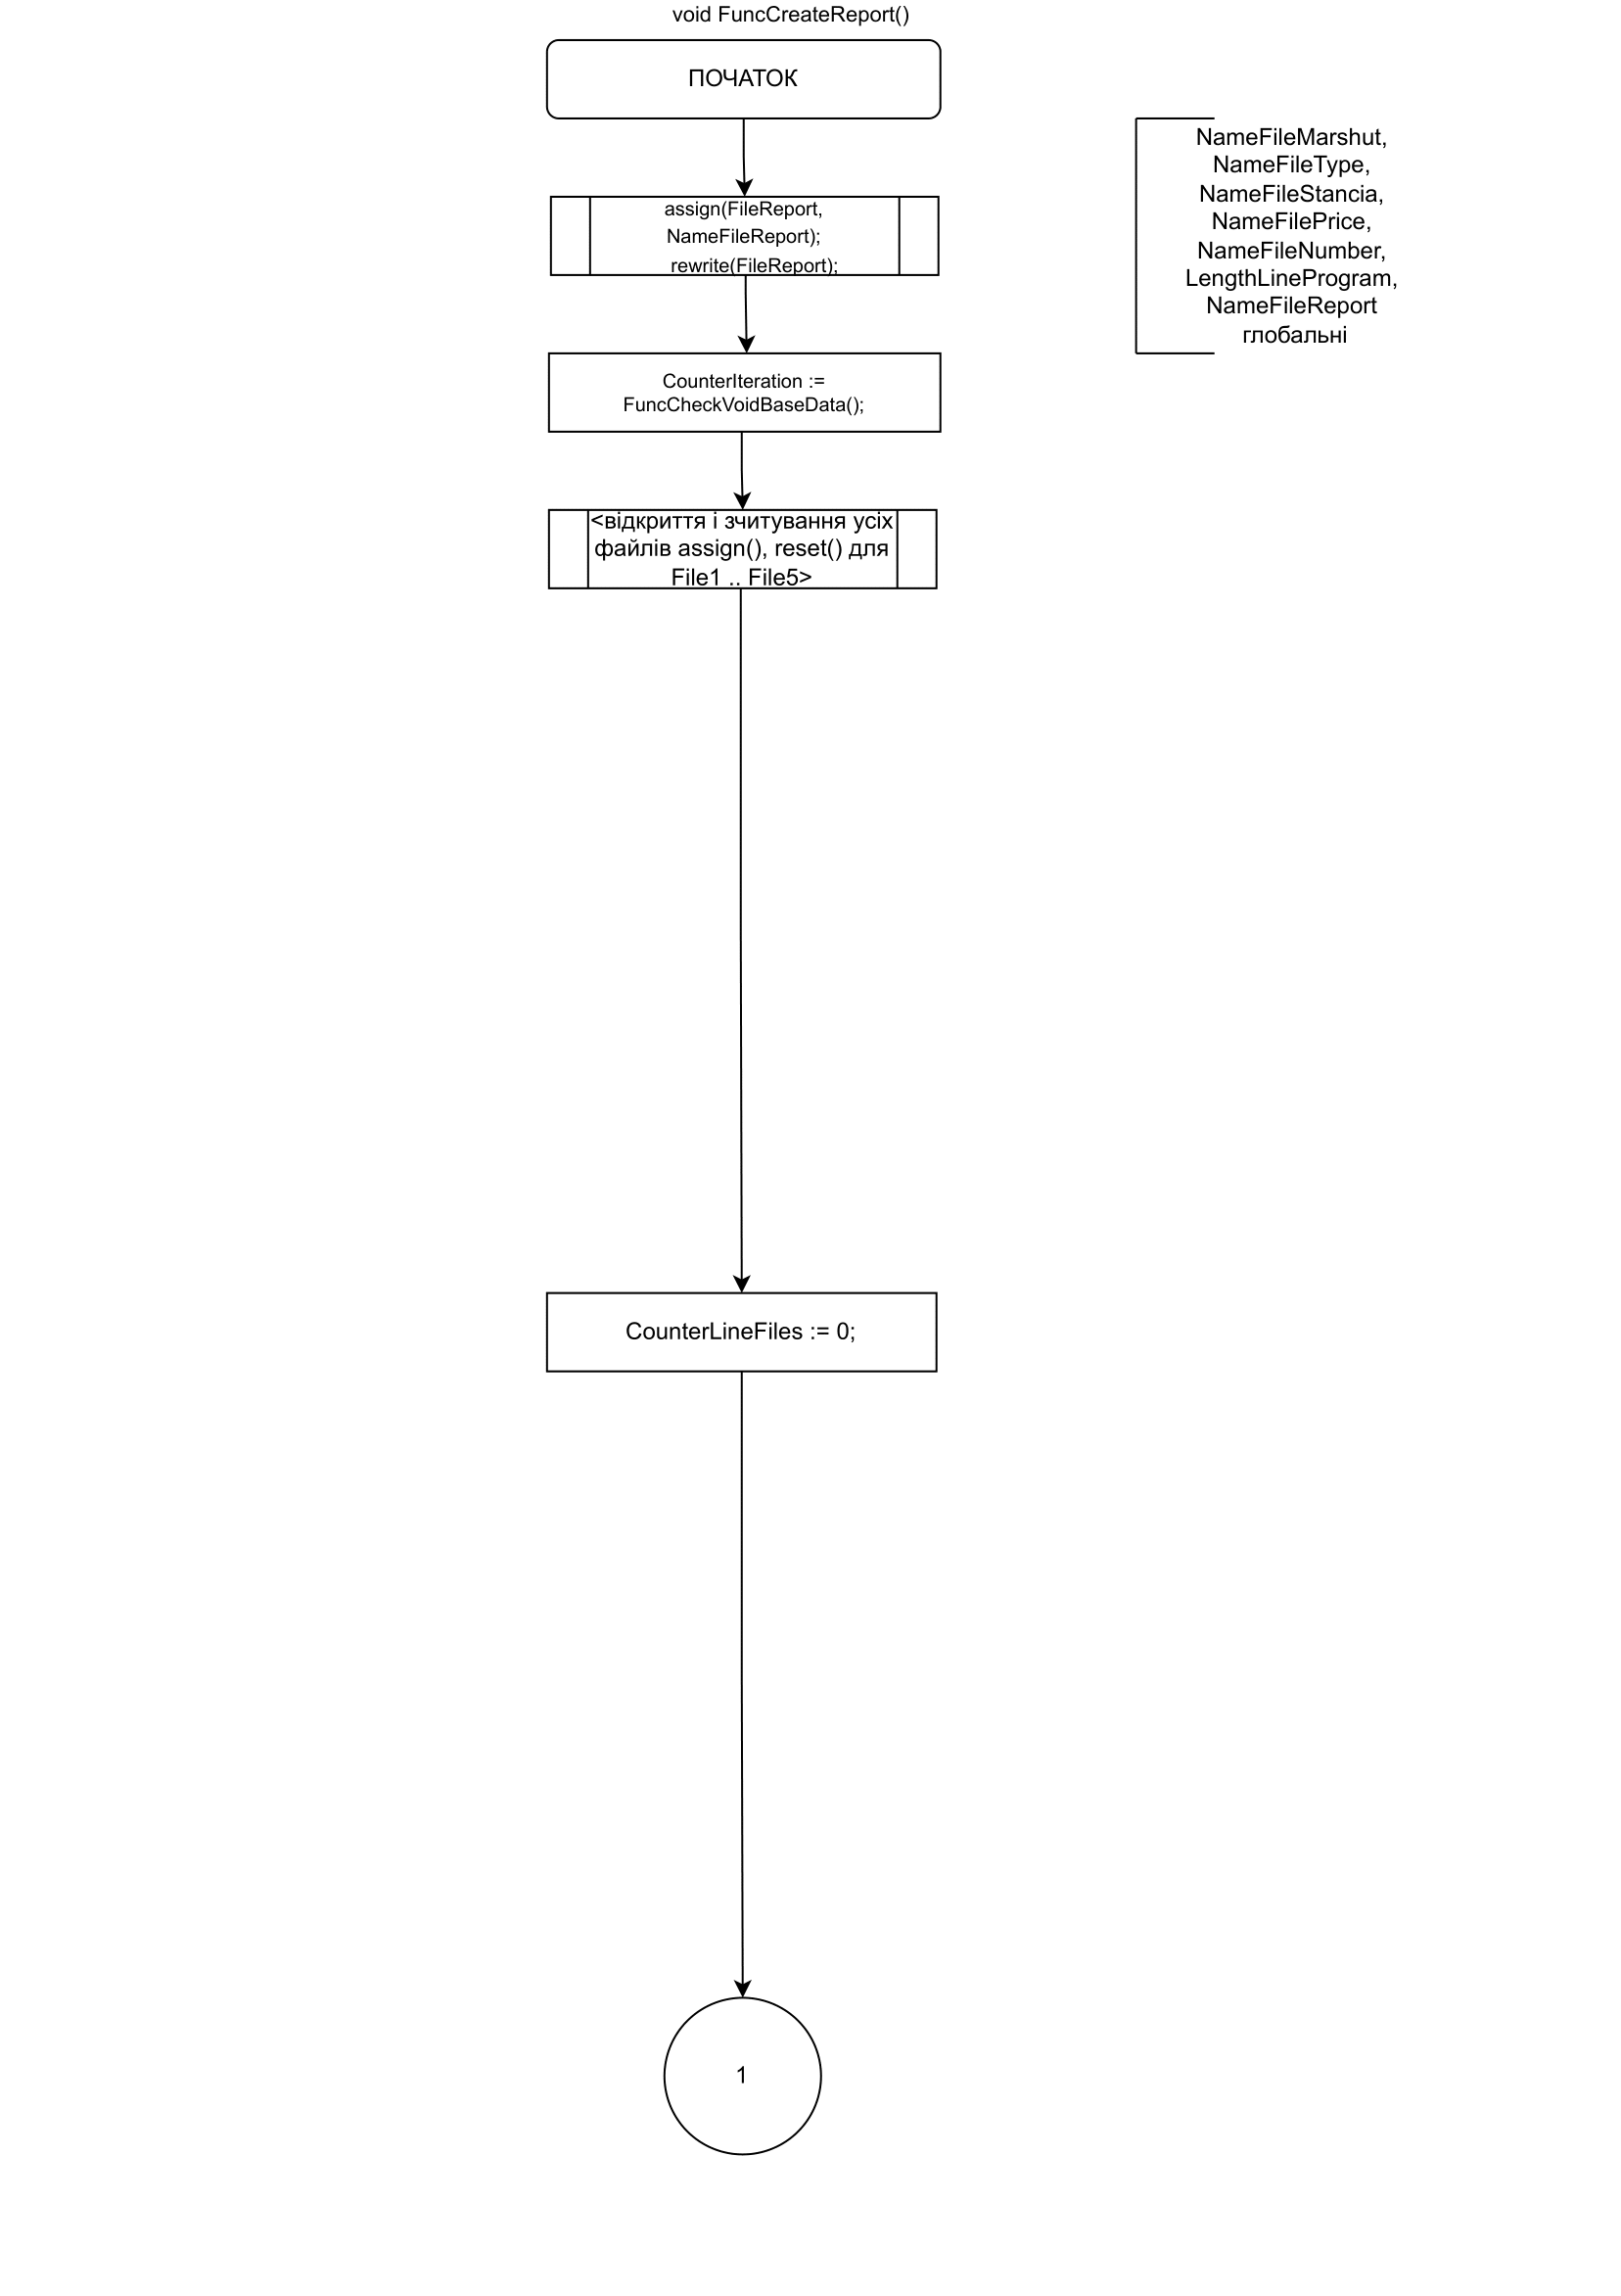 void FuncCreateReport()
ПОЧАТОК
NameFileMarshut,
NameFileType,
NameFileStancia,
NameFilePrice,
NameFileNumber,
LengthLineProgram,
NameFileReport
глобальні
assign(FileReport,
NameFileReport);
rewrite(FileReport);
CounterIteration :=
FuncCheckVoidBaseData();
<відкриття і зчитування усіх
файлів assign(), reset() для
File1 .. File5>
CounterLineFiles := 0;
1